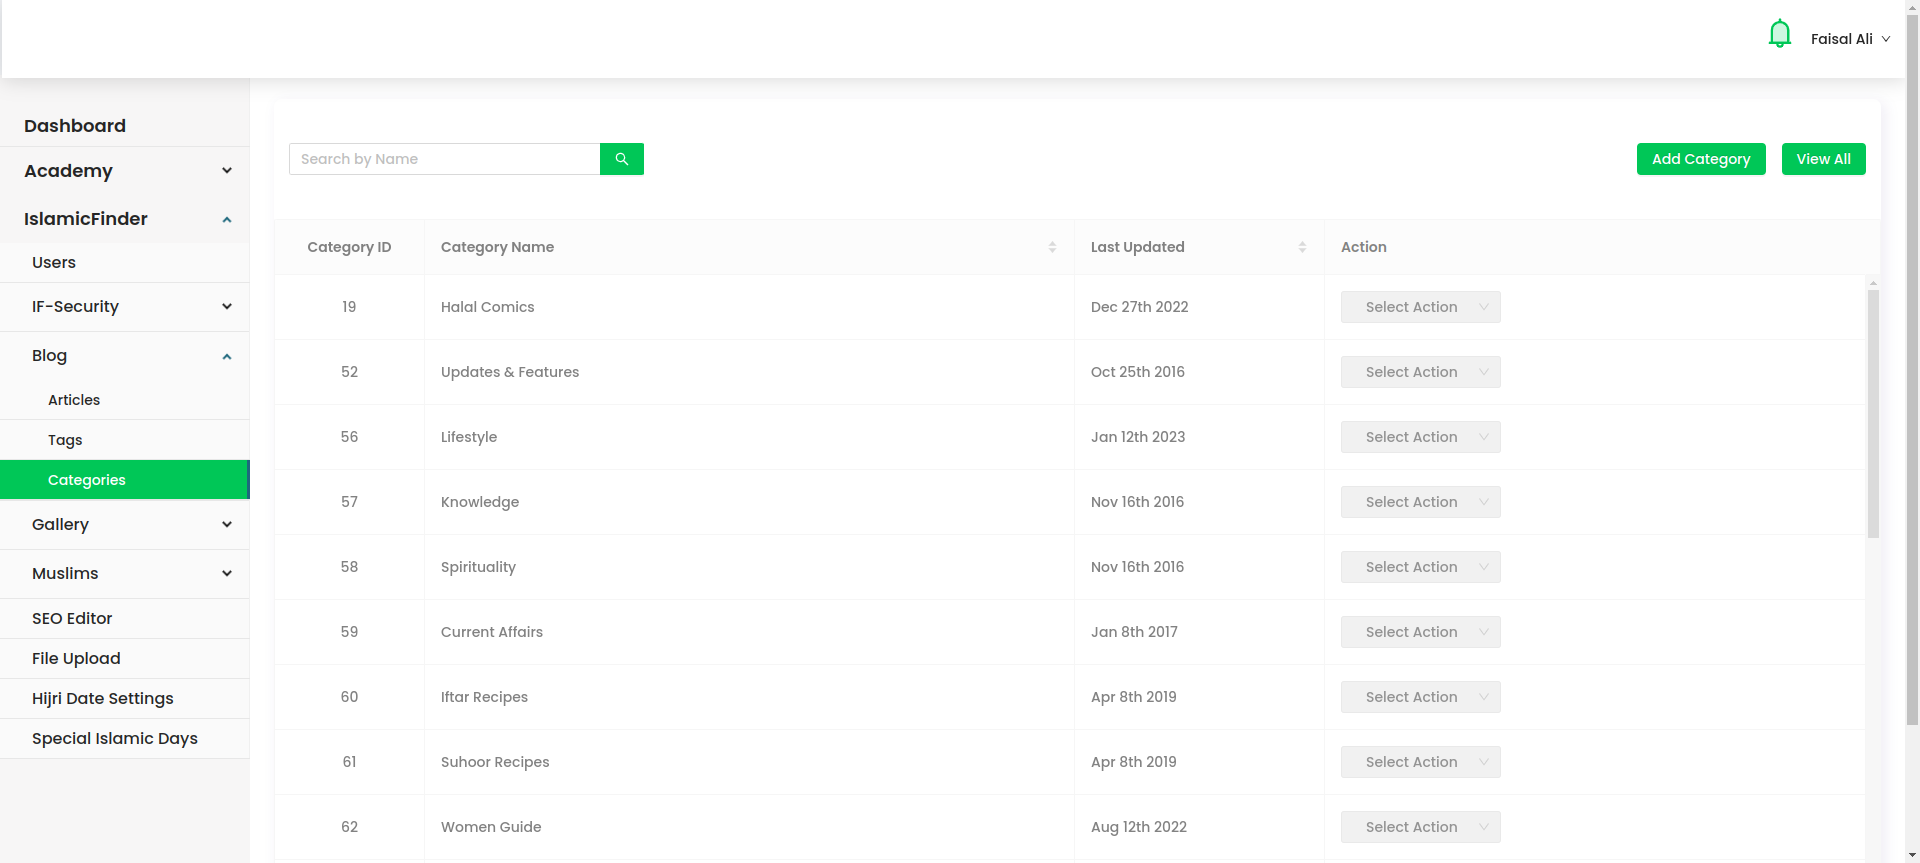 Faisal Ali
Dashboard
Academy
IslamicFinder
Users
IF-Security
Blog
Articles
Tags
Categories
Gallery
Muslims
SEO Editor
File Upload
Hijri Date Settings
Special Islamic Days
Search by Name
Add Category View All
Category ID Category Name Last Updated Action
19 Halal Comics Dec 27th 2022 Select Action
52 Updates & Features Oct 25th 2016 Select Action
56 Lifestyle Jan 12th 2023 Select Action
57 Knowledge Nov 16th 2016 Select Action
58 Spirituality Nov 16th 2016 Select Action
59 Current Affairs Jan 8th 2017 Select Action
60 Iftar Recipes Apr 8th 2019 Select Action
61 Suhoor Recipes Apr 8th 2019 Select Action
62 Women Guide Aug 12th 2022 Select Action